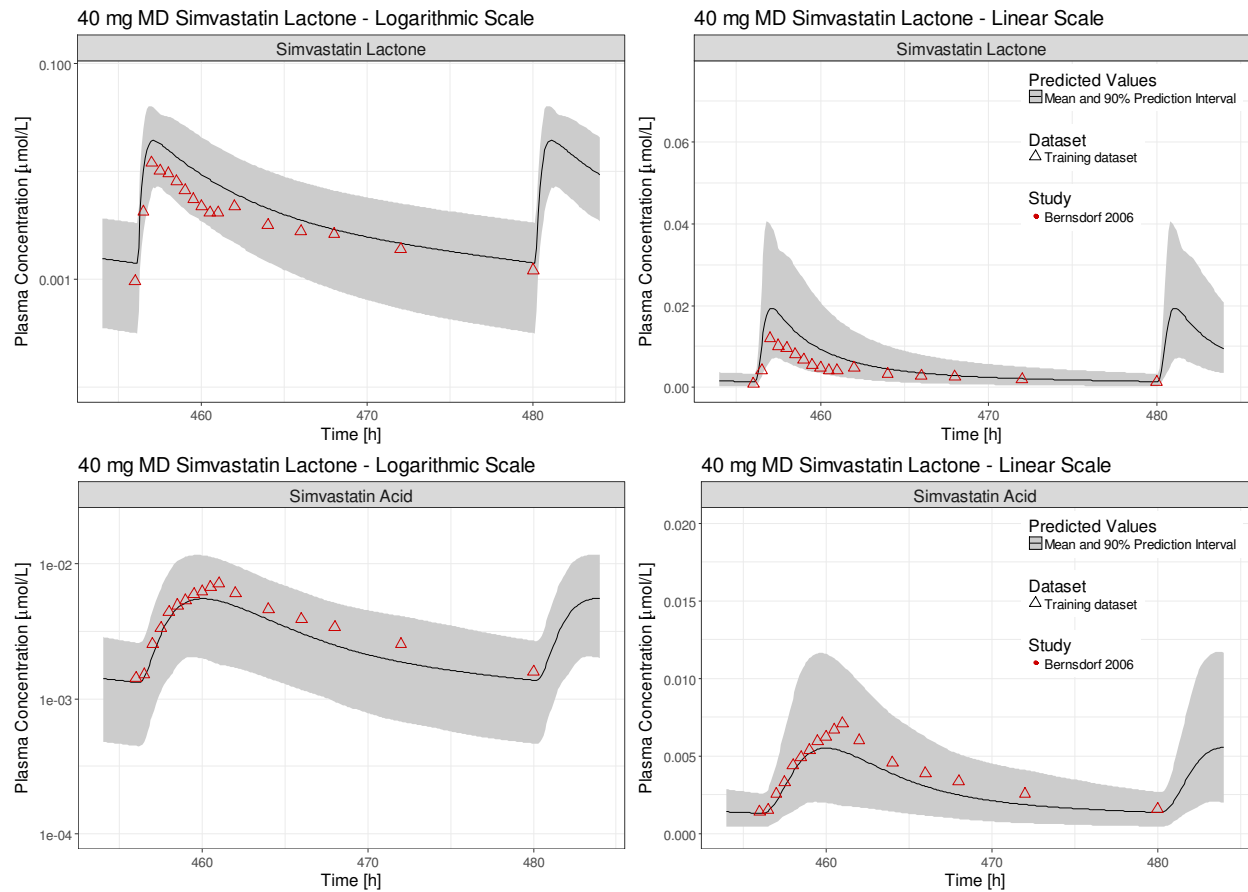 40 mg MD Simvastatin Lactone - Logarithmic Scale
Simvastatin Lactone
0.100
0.001
460
470
480
Time [h]
Plasma Concentration [μmol/L]
40 mg MD Simvastatin Lactone - Linear Scale
Simvastatin Lactone
Predicted Values
Mean and 90% Prediction Interval
Dataset
Training dataset
Study
Bernsdorf 2006
0.06
0.04
0.02
0.00
460
470
480
Time [h]
Plasma Concentration [μmol/L]
40 mg MD Simvastatin Lactone - Logarithmic Scale
Simvastatin Acid
1e-02
1e-03
1e-04
460
470
480
Time [h]
Plasma Concentration [μmol/L]
40 mg MD Simvastatin Lactone - Linear Scale
Simvastatin Acid
Predicted Values
Mean and 90% Prediction Interval
Dataset
Training dataset
Study
Bernsdorf 2006
0.020
0.015
0.010
0.005
0.000
460
470
480
Time [h]
Plasma Concentration [μmol/L]